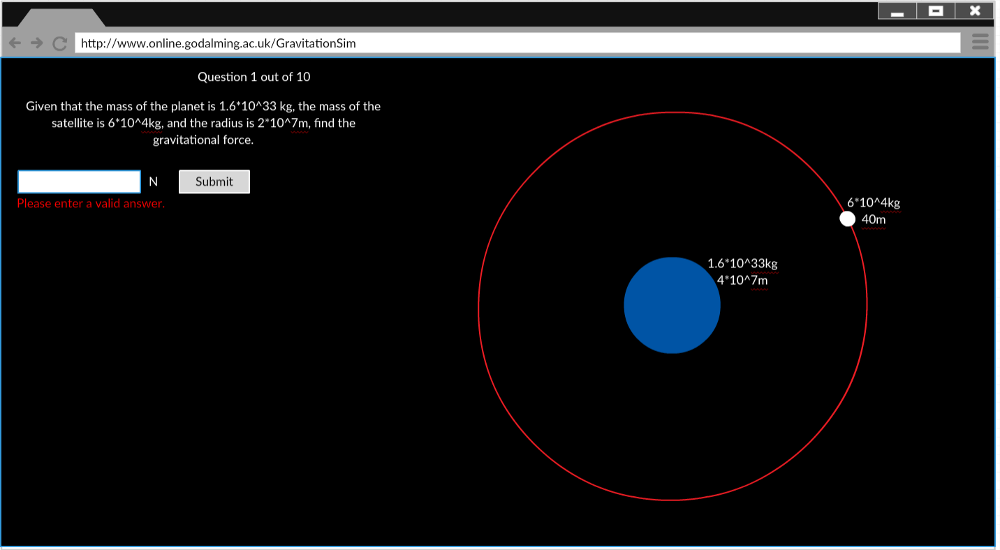 http://www.online.godalming.ac.uk/GravitationSim
Question 1 out of 10
Given that the mass of the planet is 1.6*10^33 kg, the mass of the
satellite is 6*10^4kg, and the radius is 2*10^7m, find the
gravitational force.
N
Submit
Please enter a valid answer.
6*10^4kg
40m
1.6*10^33kg
4*10^7m